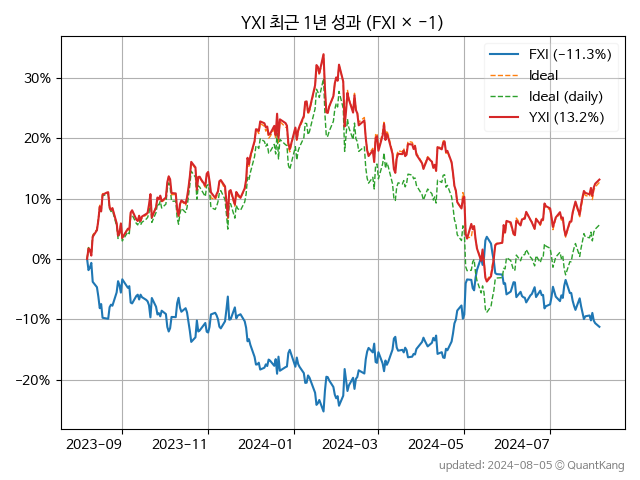 YXI 최근 1년 성과 (FXI × -1)
FXI (-11.3%)
Ideal
Ideal (daily)
YXI (13.2%)
30%
20%
10%
0%
-10%
-20%
2023-09 2023-11 2024-01 2024-03 2024-05 2024-07
updated: 2024-08-05 © QuantKang